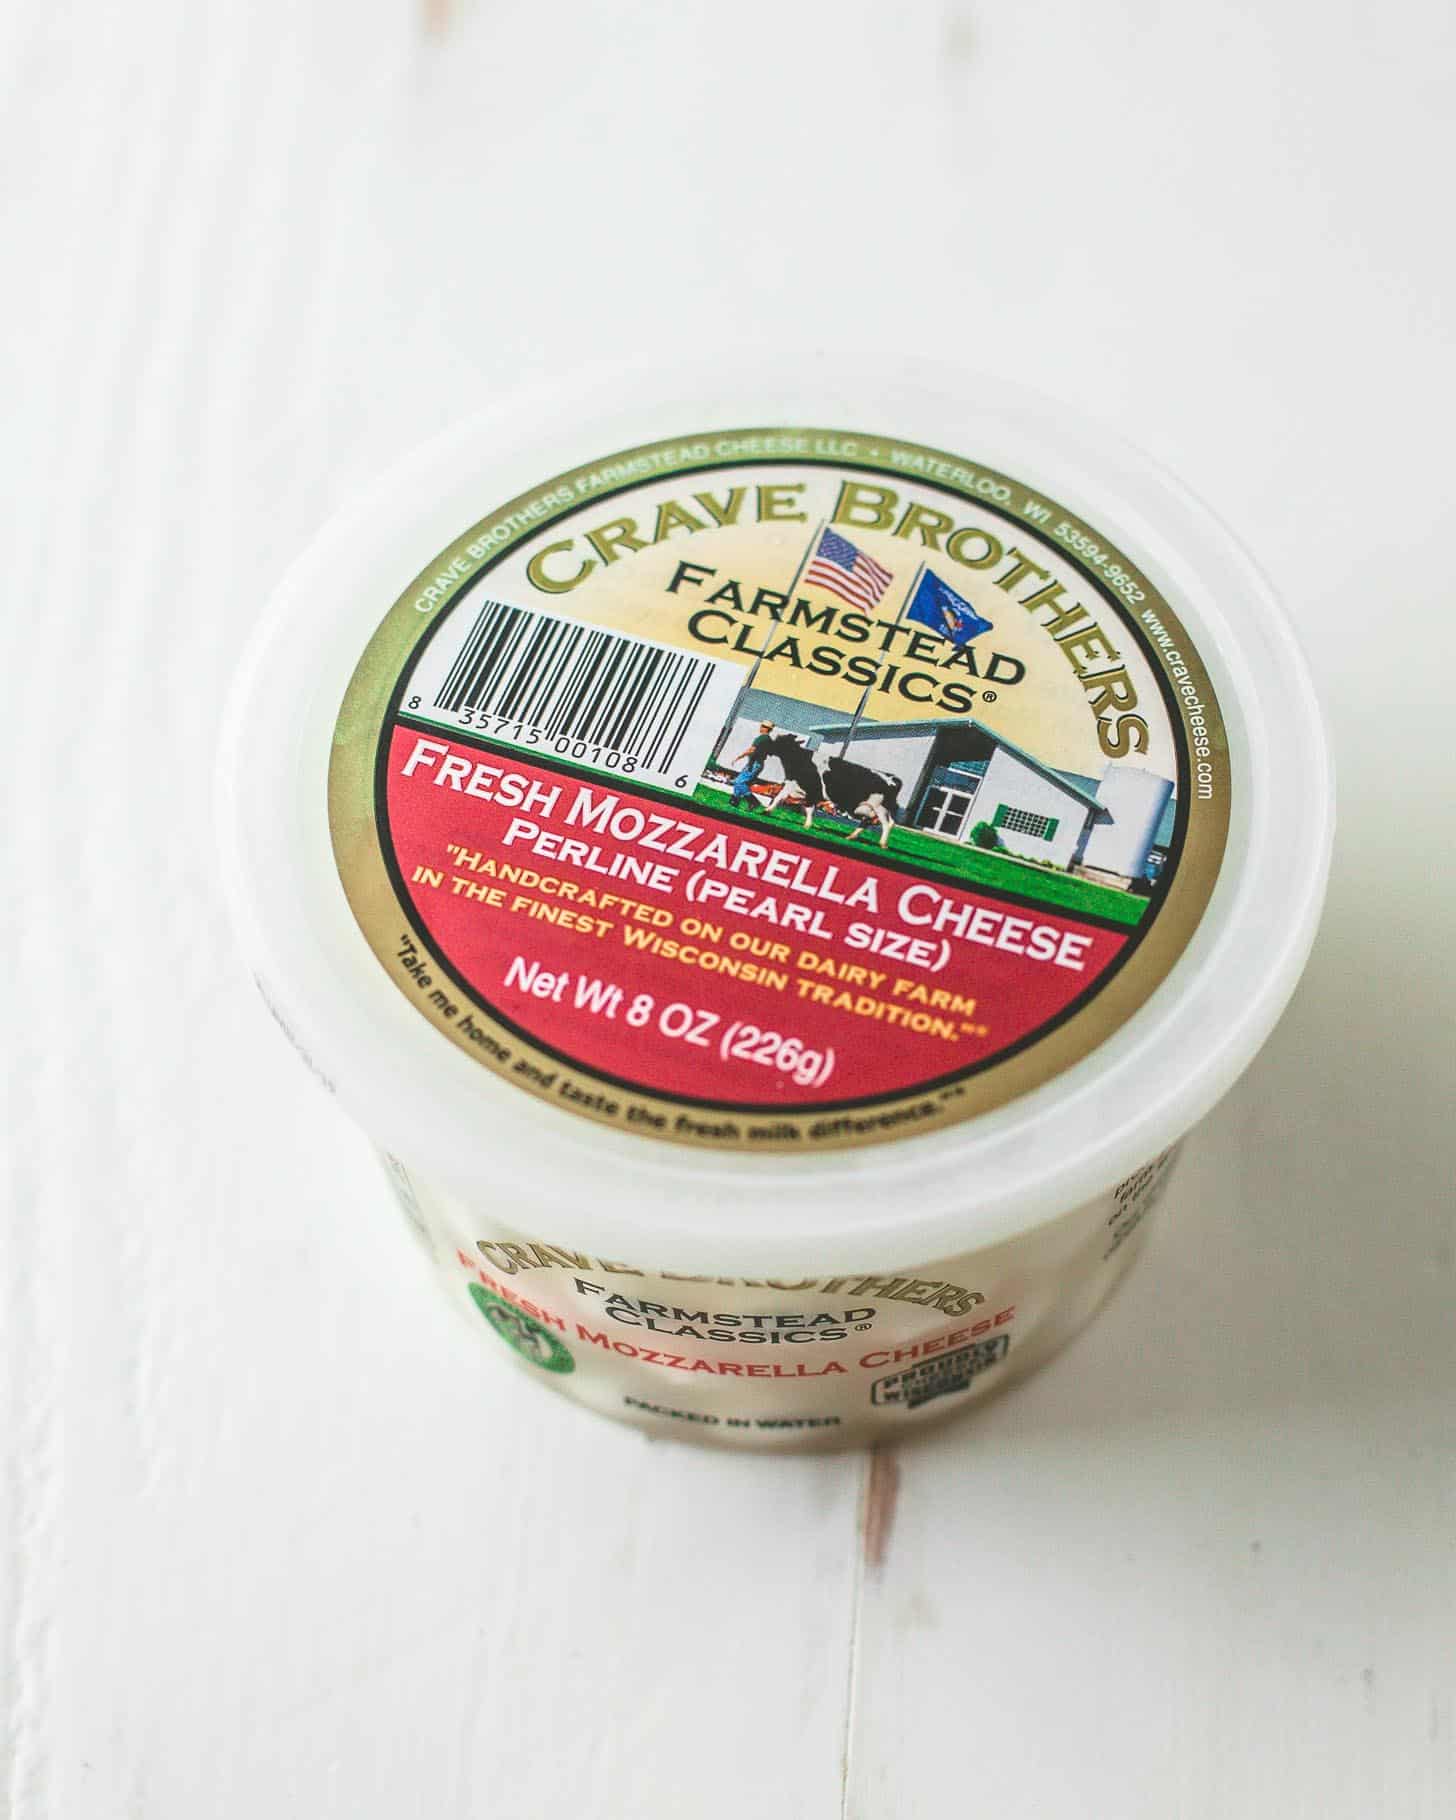 CRAVE BROTHERS FARMSTEAD CHEESE LLC • WATERLOO, WI 53594-9652 www.cravecheese.com
CRAVE BROTHERS
FARMSTEAD
CLASSICS®
8 35715 00108 6
FRESH MOZZARELLA CHEESE
PERLINE (PEARL SIZE)
"HANDCRAFTED ON OUR DAIRY FARM
IN THE FINEST WISCONSIN TRADITION."®
Net Wt 8 OZ (226g)
"Take me home and taste the fresh milk difference."®
CRAVE BROTHERS
FARMSTEAD
CLASSICS®
FRESH MOZZARELLA CHEESE
PROUDLY
WISCONSIN
PACKED IN WATER